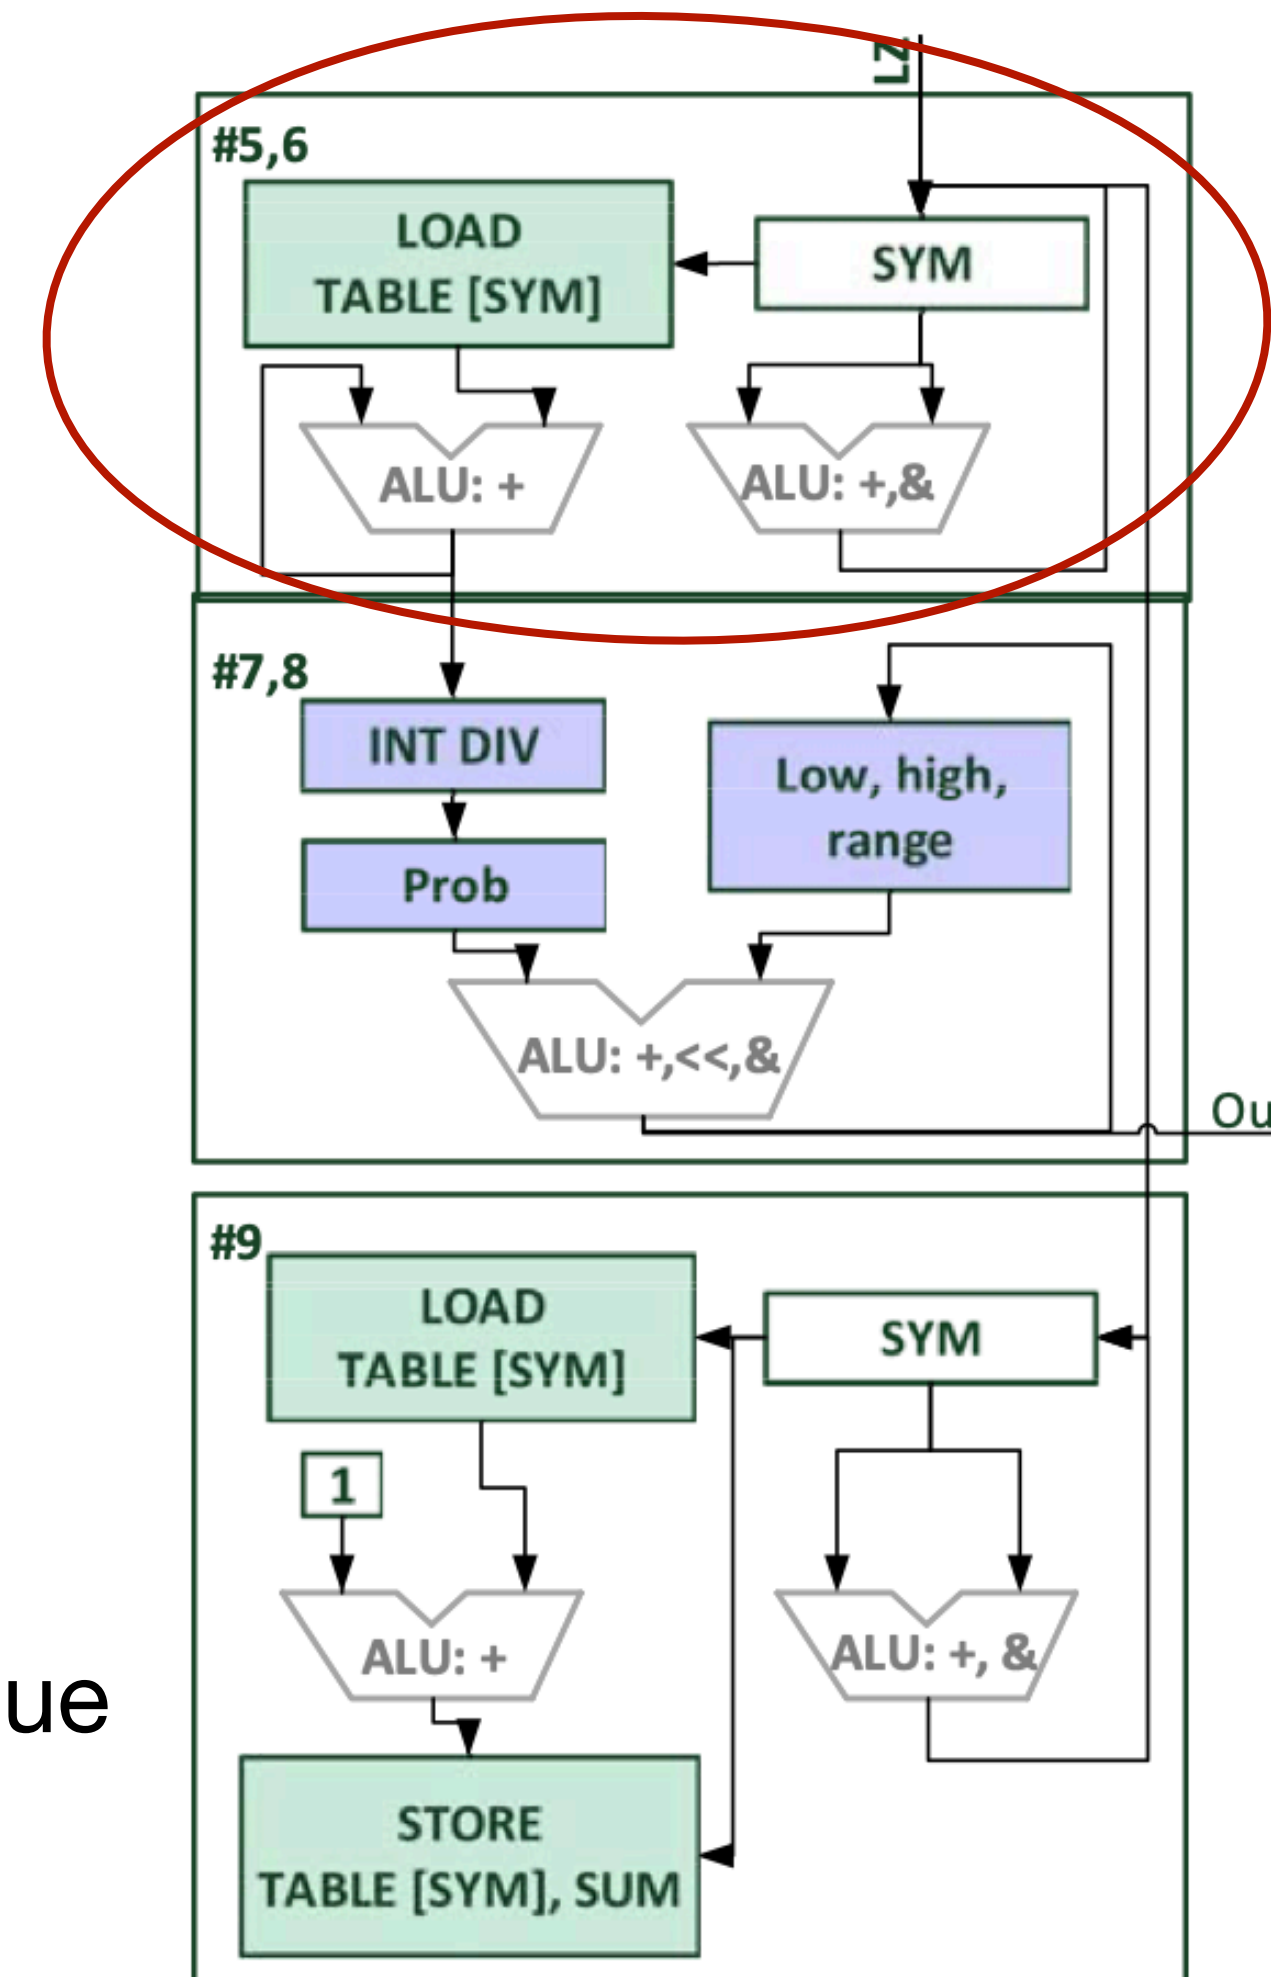 LZ
#5,6
LOAD
TABLE [SYM]
SYM
ALU: +
ALU: +,&
#7,8
INT DIV
Low, high,
range
Prob
ALU: +,<<,&
Ou
#9
LOAD
TABLE [SYM]
SYM
1
ALU: +
ALU: +, &
ue
STORE
TABLE [SYM], SUM